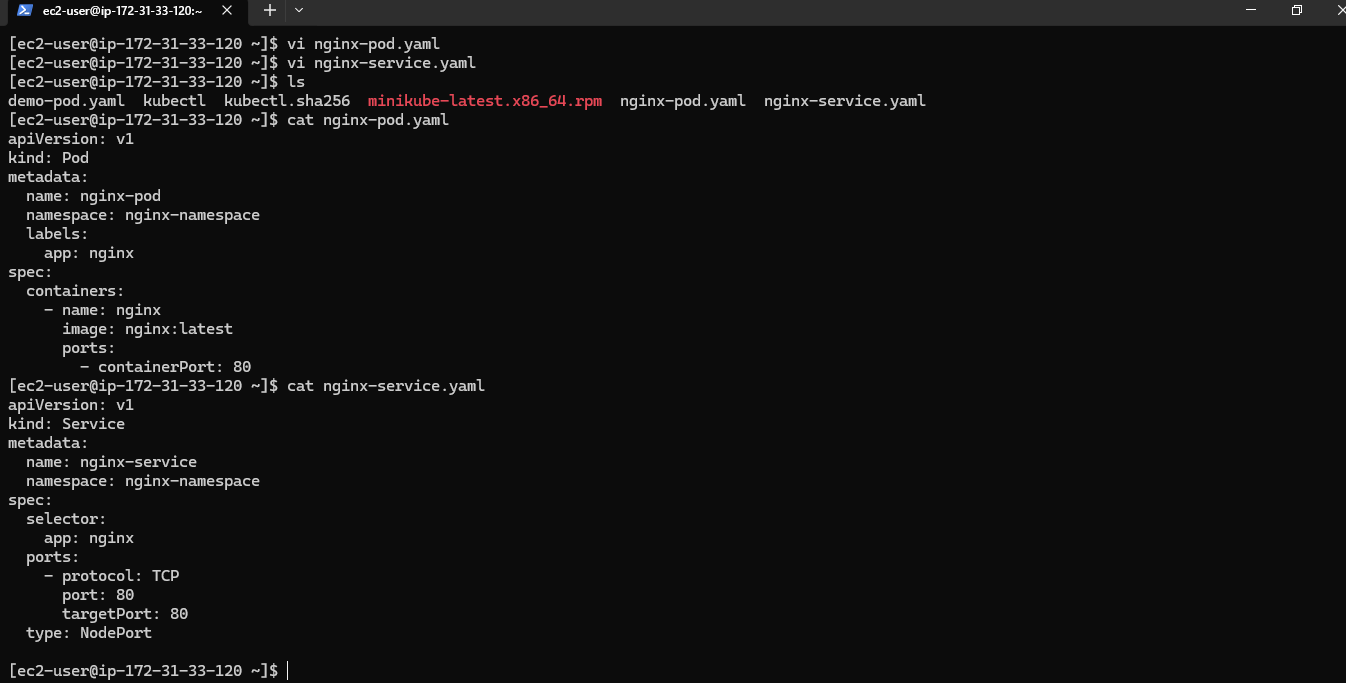 ec2-user@ip-172-31-33-120:~
[ec2-user@ip-172-31-33-120 ~]$ vi nginx-pod.yaml
[ec2-user@ip-172-31-33-120 ~]$ vi nginx-service.yaml
[ec2-user@ip-172-31-33-120 ~]$ ls
demo-pod.yaml  kubectl  kubectl.sha256  minikube-latest.x86_64.rpm  nginx-pod.yaml  nginx-service.yaml
[ec2-user@ip-172-31-33-120 ~]$ cat nginx-pod.yaml
apiVersion: v1
kind: Pod
metadata:
  name: nginx-pod
  namespace: nginx-namespace
  labels:
    app: nginx
spec:
  containers:
    - name: nginx
      image: nginx:latest
      ports:
        - containerPort: 80
[ec2-user@ip-172-31-33-120 ~]$ cat nginx-service.yaml
apiVersion: v1
kind: Service
metadata:
  name: nginx-service
  namespace: nginx-namespace
spec:
  selector:
    app: nginx
  ports:
    - protocol: TCP
      port: 80
      targetPort: 80
  type: NodePort

[ec2-user@ip-172-31-33-120 ~]$